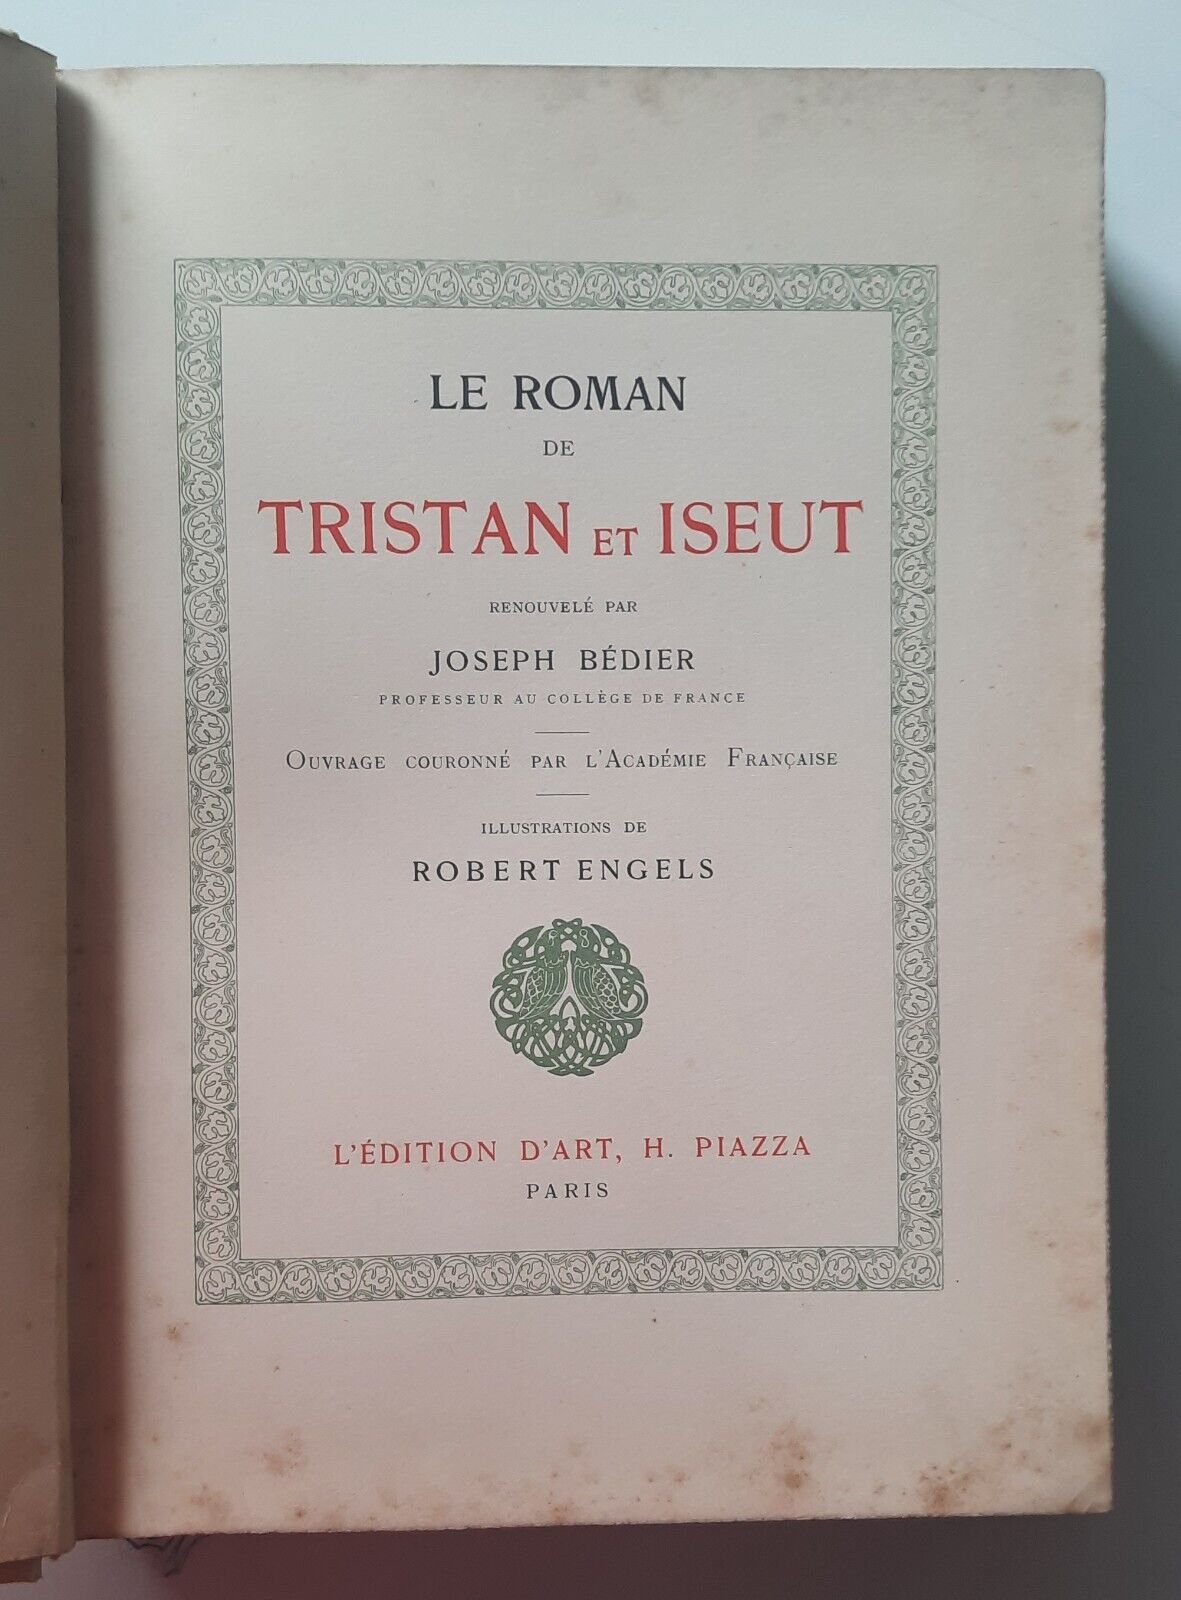 LE ROMAN
DE
TRISTAN ET ISEUT
RENOUVELÉ PAR
JOSEPH BÉDIER
PROFESSEUR AU COLLÈGE DE FRANCE
OUVRAGE COURONNÉ PAR L'ACADÉMIE FRANÇAISE
ILLUSTRATIONS DE
ROBERT ENGELS
L'ÉDITION D'ART, H. PIAZZA
PARIS